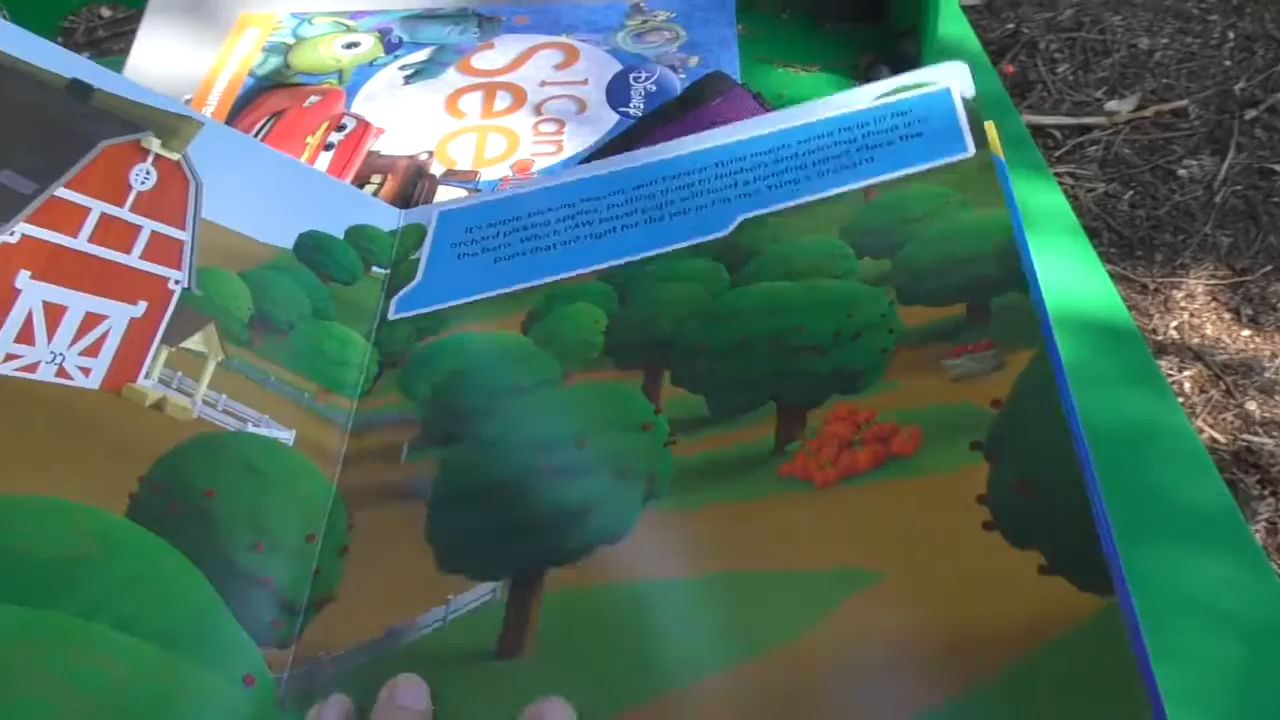 I can
See
Disney
It's apple-picking season, and Farmer Yumi needs some help in her
orchard picking apples, putting them in bushels and moving them into
the barn. Which PAW Patrol pups will lend a helping paw? Place the
pups that are right for the job in Farmer Yumi's orchard.